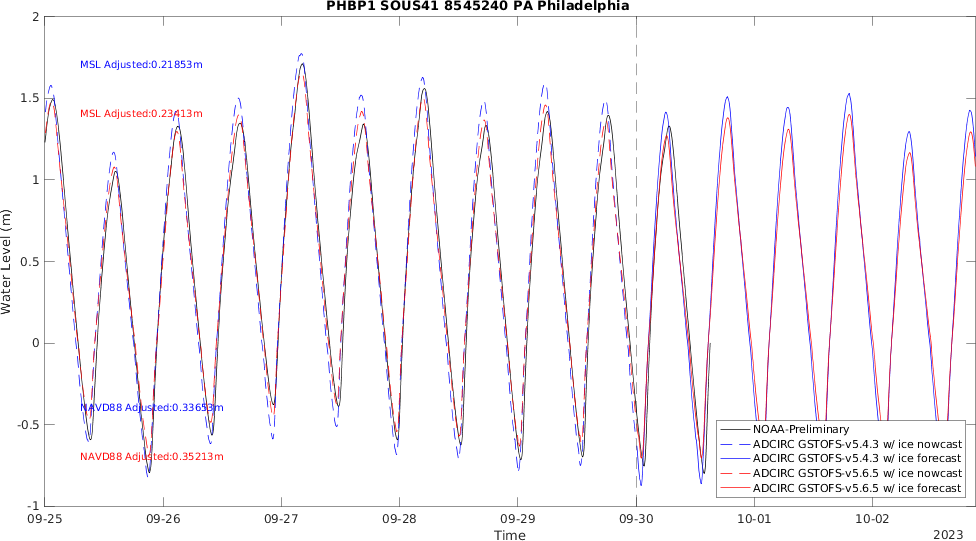 PHBP1 SOUS41 8545240 PA Philadelphia
2
1.5
1
0.5
0
-0.5
-1
Water Level (m)
MSL Adjusted:0.21853m
MSL Adjusted:0.23413m
NAVD88 Adjusted:0.33653m
NAVD88 Adjusted:0.35213m
NOAA-Preliminary
ADCIRC GSTOFS-v5.4.3 w/ ice nowcast
ADCIRC GSTOFS-v5.4.3 w/ ice forecast
ADCIRC GSTOFS-v5.6.5 w/ ice nowcast
ADCIRC GSTOFS-v5.6.5 w/ ice forecast
09-25 09-26 09-27 09-28 09-29 09-30 10-01 10-02
Time
2023